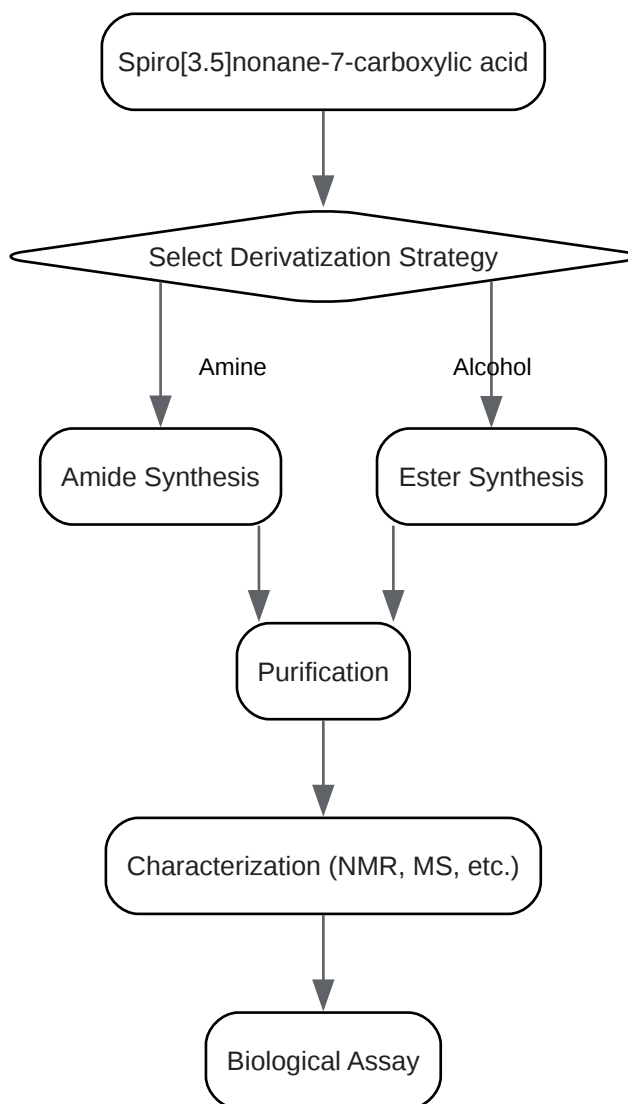 Spiro[3.5]nonane-7-carboxylic acid
Select Derivatization Strategy
Amine
Alcohol
Amide Synthesis
Ester Synthesis
Purification
Characterization (NMR, MS, etc.)
Biological Assay